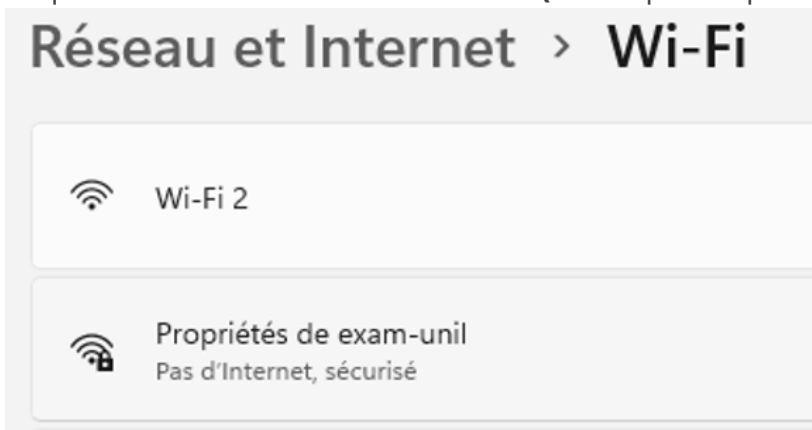 Réseau et Internet > Wi-Fi
Wi-Fi 2
Propriétés de exam-unil
Pas d’Internet, sécurisé